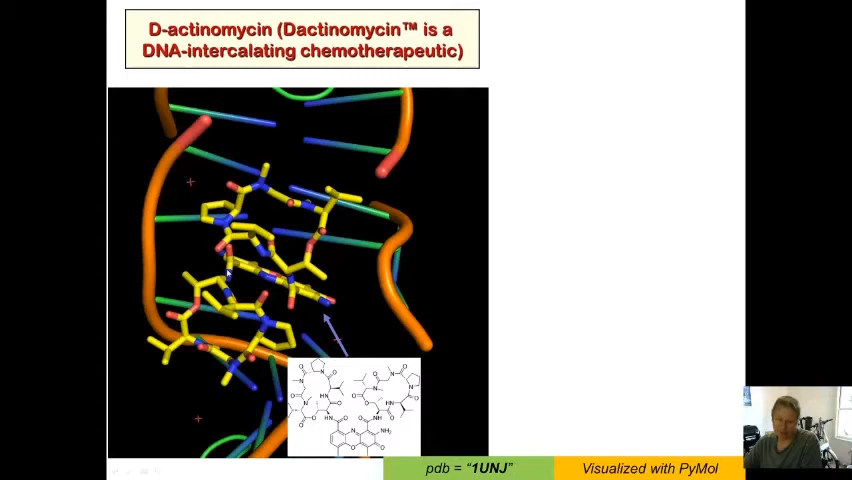 D-actinomycin (Dactinomycin™ is a
DNA-intercalating chemotherapeutic)
pdb = “1UNJ”
Visualized with PyMol